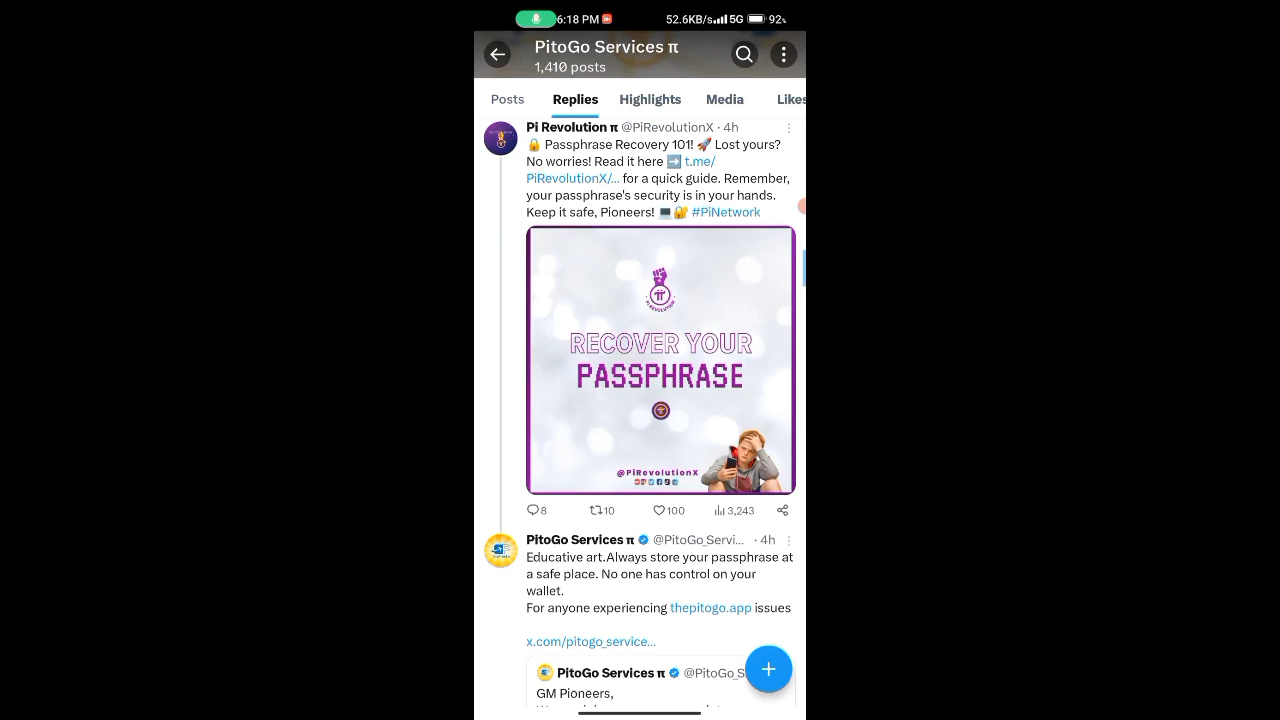 6:18 PM
52.6KB/s 5G 92%
PitoGo Services π
1,410 posts
Posts Replies Highlights Media Likes
Pi Revolution π @PiRevolutionX · 4h
🔒 Passphrase Recovery 101! 🚀 Lost yours?
No worries! Read it here ➡️ t.me/
PiRevolutionX/... for a quick guide. Remember,
your passphrase's security is in your hands.
Keep it safe, Pioneers! 💻🔐 #PiNetwork
PI REVOLUTION
RECOVER YOUR
PASSPHRASE
@PiRevolutionX
8 10 100 3,243
PitoGo Services π @PitoGo_Servi... · 4h
Educative art.Always store your passphrase at
a safe place. No one has control on your
wallet.
For anyone experiencing thepitogo.app issues
x.com/pitogo_service...
PitoGo Services π @PitoGo_S
GM Pioneers,